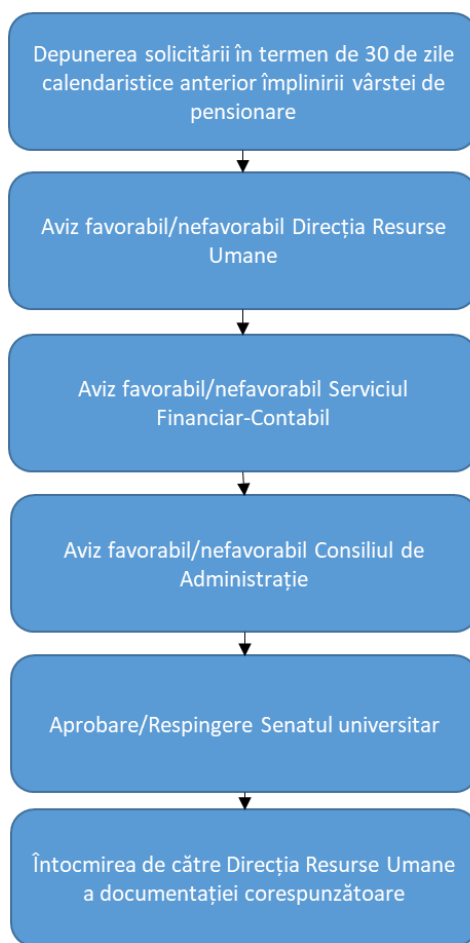 Depunerea solicitării în termen de 30 de zile
calendaristice anterior împlinirii vârstei de
pensionare
Aviz favorabil/nefavorabil Direcția Resurse
Umane
Aviz favorabil/nefavorabil Serviciul
Financiar-Contabil
Aviz favorabil/nefavorabil Consiliul de
Administrație
Aprobare/Respingere Senatul universitar
Întocmirea de către Direcția Resurse Umane
a documentației corespunzătoare